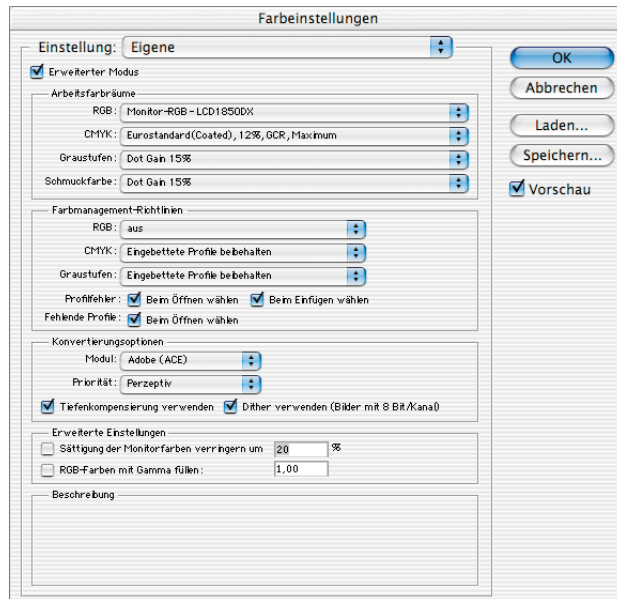 Farbeinstellungen
Einstellung: Eigene
Erweiterter Modus
Arbeitsfarbräume
RGB: Monitor-RGB - LCD1850DX
CMYK: Eurostandard(Coated), 12%, GCR, Maximum
Graustufen: Dot Gain 15%
Schmuckfarbe: Dot Gain 15%
Farbmanagement-Richtlinien
RGB: aus
CMYK: Eingebettete Profile beibehalten
Graustufen: Eingebettete Profile beibehalten
Profilfehler: Beim Öffnen wählen Beim Einfügen wählen
Fehlende Profile: Beim Öffnen wählen
Konvertierungsoptionen
Modul: Adobe (ACE)
Priorität: Perzeptiv
Tiefenkompensierung verwenden Dither verwenden (Bilder mit 8 Bit/Kanal)
Erweiterte Einstellungen
Sättigung der Monitorfarben verringern um 20 %
RGB-Farben mit Gamma füllen: 1,00
Beschreibung
OK
Abbrechen
Laden...
Speichern...
Vorschau